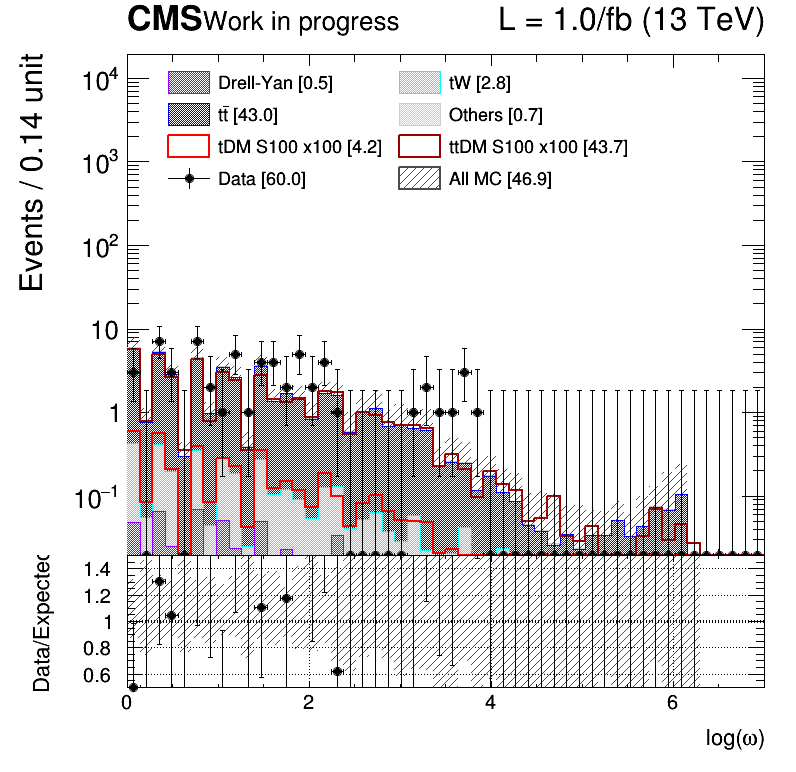 CMS Work in progress L = 1.0/fb (13 TeV)
Events / 0.14 unit
10⁴
10³
10²
10
1
10⁻¹
Drell-Yan [0.5] tW [2.8]
tt̄ [43.0] Others [0.7]
tDM S100 x100 [4.2] ttDM S100 x100 [43.7]
Data [60.0] All MC [46.9]
Data/Expected
1.4
1.2
1
0.8
0.6
0 2 4 6
log(ω)